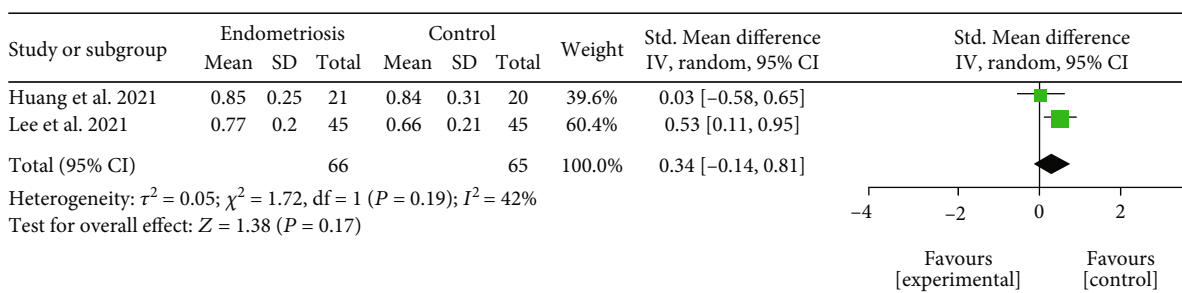 Study or subgroup Endometriosis Control Weight Std. Mean difference Std. Mean difference
Mean SD Total Mean SD Total IV, random, 95% CI IV, random, 95% CI
Huang et al. 2021 0.85 0.25 21 0.84 0.31 20 39.6% 0.03 [–0.58, 0.65]
Lee et al. 2021 0.77 0.2 45 0.66 0.21 45 60.4% 0.53 [0.11, 0.95]
Total (95% CI) 66 65 100.0% 0.34 [–0.14, 0.81]
Heterogeneity: τ² = 0.05; χ² = 1.72, df = 1 (P = 0.19); I² = 42%
Test for overall effect: Z = 1.38 (P = 0.17)
–4 –2 0 2
Favours Favours
[experimental] [control]